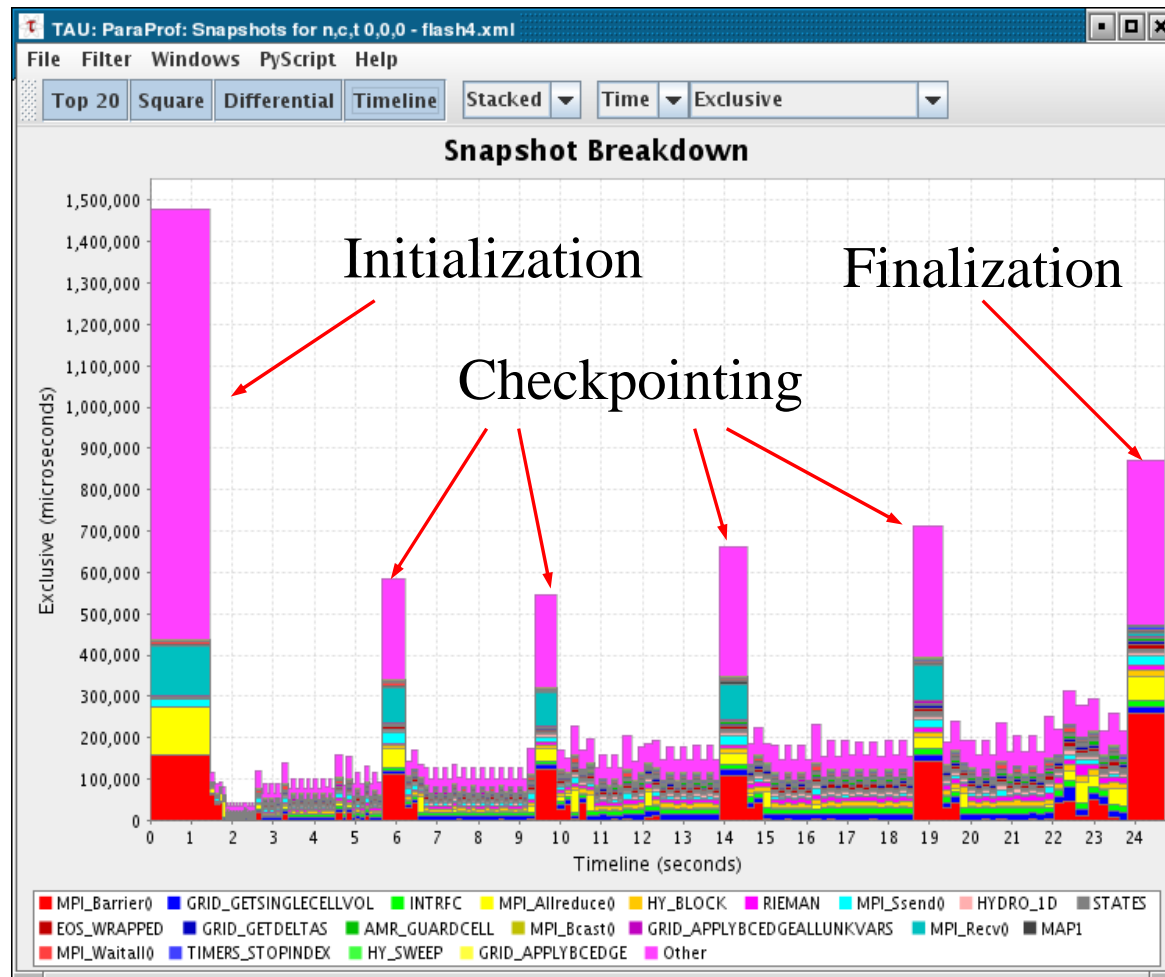 TAU: ParaProf: Snapshots for n,c,t 0,0,0 - flash4.xml
File Filter Windows PyScript Help
Top 20 Square Differential Timeline Stacked Time Exclusive
Snapshot Breakdown
1,500,000
1,400,000
1,300,000
1,200,000
1,100,000
1,000,000
900,000
800,000
700,000
600,000
500,000
400,000
300,000
200,000
100,000
0
Exclusive (microseconds)
Initialization
Finalization
Checkpointing
0 1 2 3 4 5 6 7 8 9 10 11 12 13 14 15 16 17 18 19 20 21 22 23 24
Timeline (seconds)
MPI_Barrier() GRID_GETSINGLECELLVOL INTRFC MPI_Allreduce() HY_BLOCK RIEMAN MPI_Ssend() HYDRO_1D STATES
EOS_WRAPPED GRID_GETDELTAS AMR_GUARDCELL MPI_Bcast() GRID_APPLYBCEDGEALLUNKVARS MPI_Recv() MAP1
MPI_Waitall() TIMERS_STOPINDEX HY_SWEEP GRID_APPLYBCEDGE Other